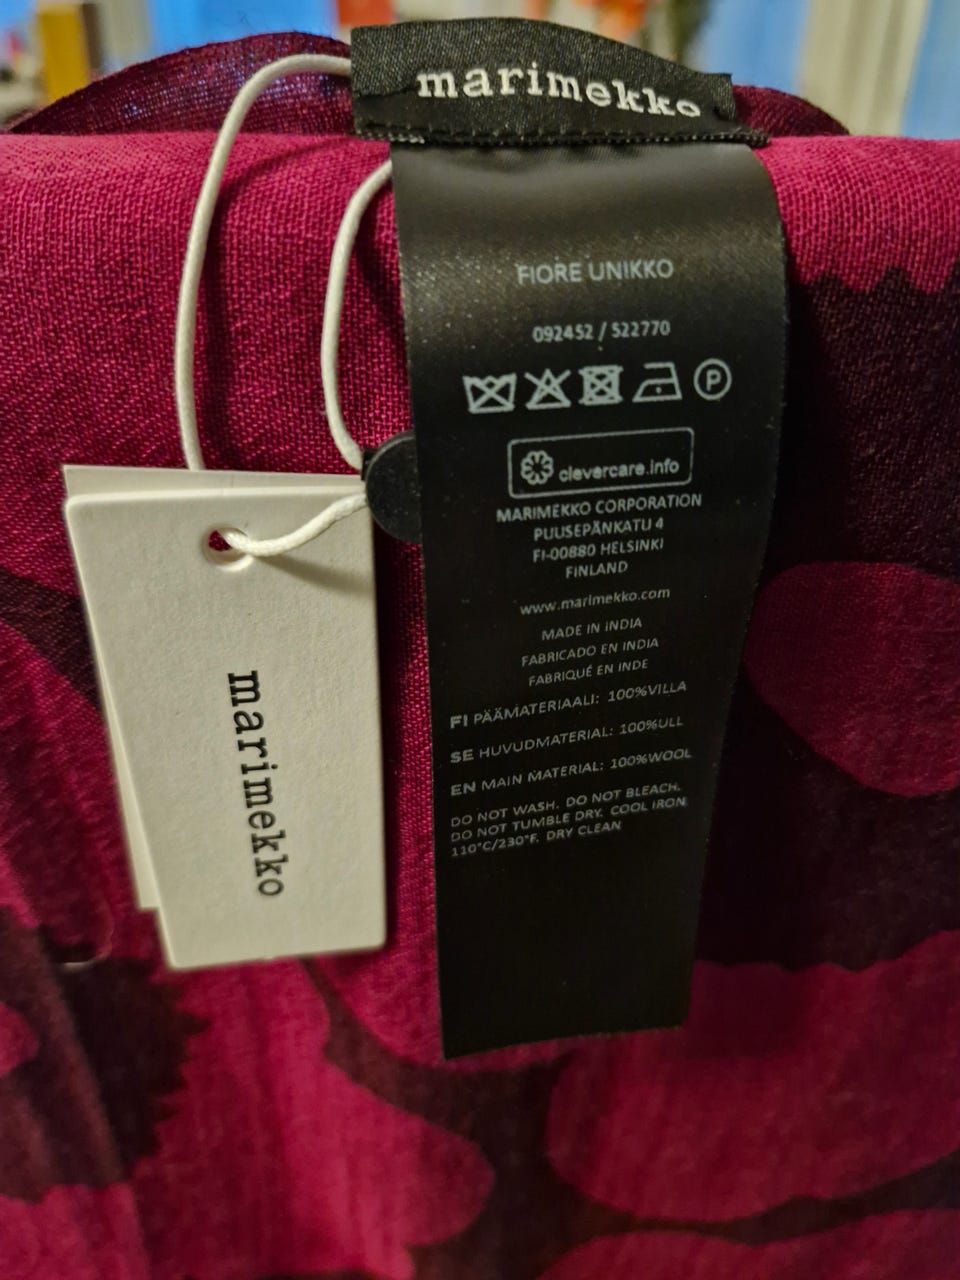 marimekko
FIORE UNIKKO
092452 / 522770
P
clevercare.info
MARIMEKKO CORPORATION
PUUSEPÄNKATU 4
FI-00880 HELSINKI
FINLAND
www.marimekko.com
MADE IN INDIA
FABRICADO EN INDIA
FABRIQUÉ EN INDE
FI PÄÄMATERIAALI: 100%VILLA
SE HUVUDMATERIAL: 100%ULL
EN MAIN MATERIAL: 100%WOOL
DO NOT WASH. DO NOT BLEACH.
DO NOT TUMBLE DRY. COOL IRON
110°C/230°F. DRY CLEAN
marimekko